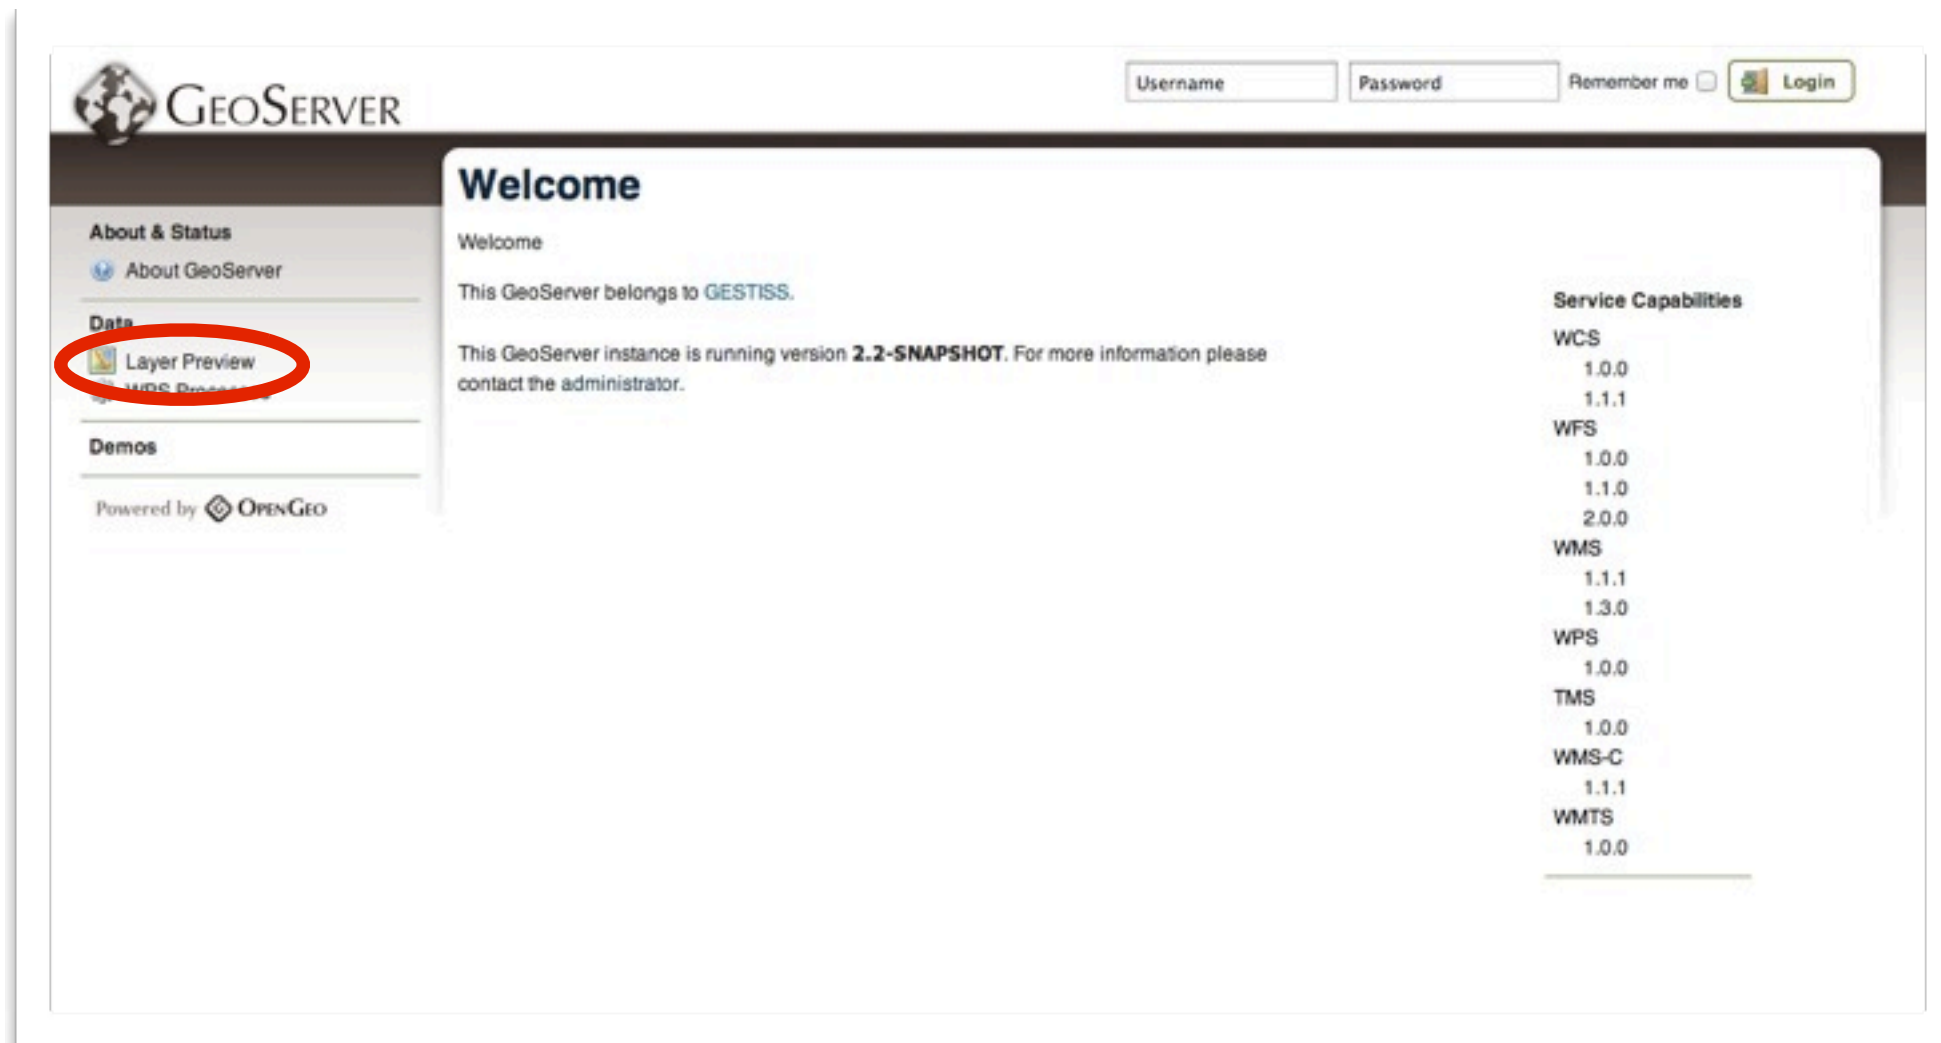 GEOSERVER
Username
Password
Remember me
Login
Welcome
About & Status
About GeoServer
Data
Layer Preview
WPS
Demos
Powered by OPENGEO
Welcome
This GeoServer belongs to GESTISS.
This GeoServer instance is running version 2.2-SNAPSHOT. For more information please
contact the administrator.
Service Capabilities
WCS
1.0.0
1.1.1
WFS
1.0.0
1.1.0
2.0.0
WMS
1.1.1
1.3.0
WPS
1.0.0
TMS
1.0.0
WMS-C
1.1.1
WMTS
1.0.0